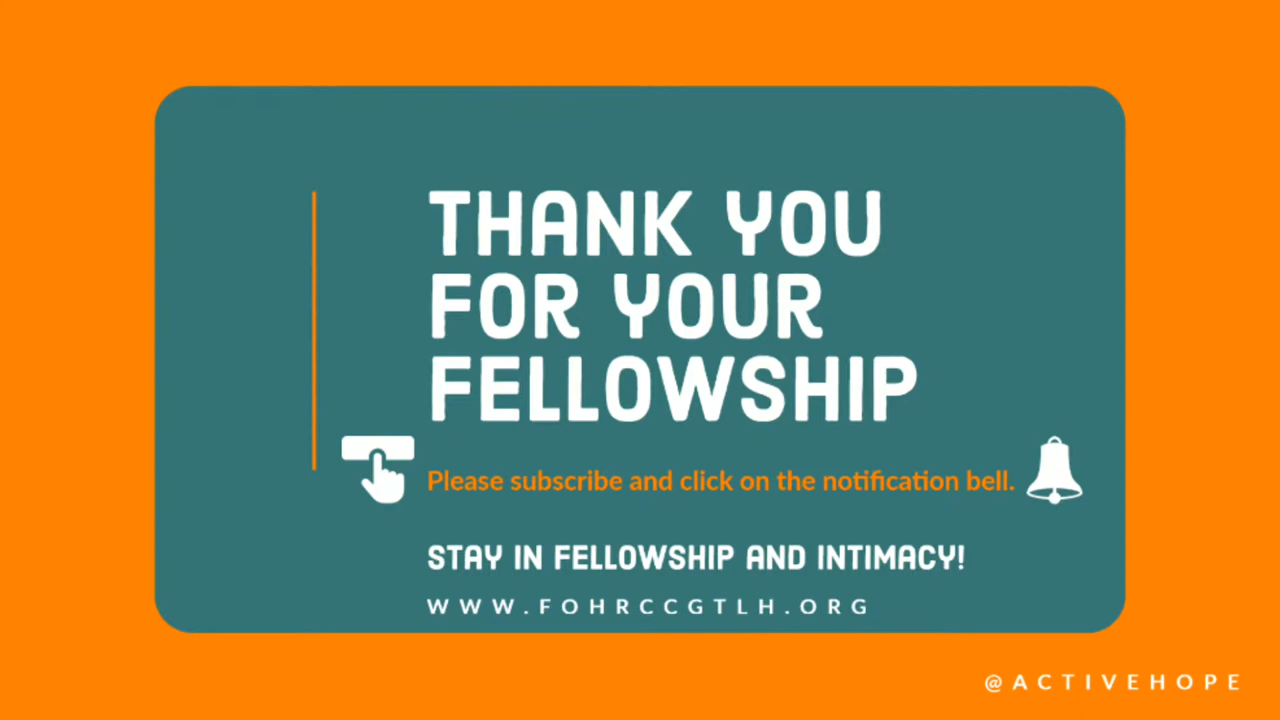 THANK YOU
FOR YOUR
FELLOWSHIP
Please subscribe and click on the notification bell.
STAY IN FELLOWSHIP AND INTIMACY!
WWW.FOHRCCGTLH.ORG
@ACTIVEHOPE